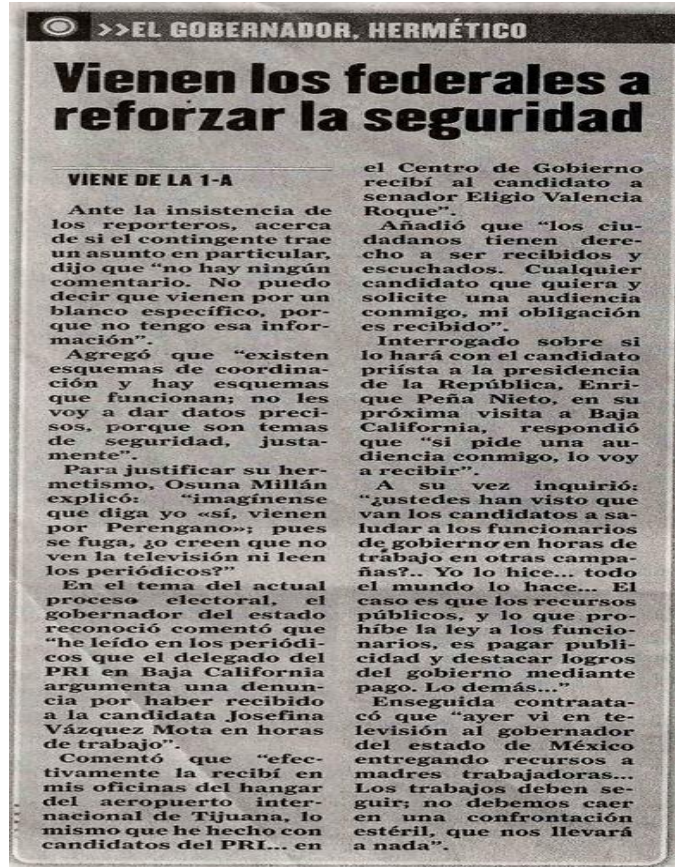 >>EL GOBERNADOR, HERMÉTICO
Vienen los federales a
reforzar la seguridad
VIENE DE LA 1-A
Ante la insistencia de
los reporteros, acerca
de si el contingente trae
un asunto en particular,
dijo que “no hay ningún
comentario. No puedo
decir que vienen por un
blanco específico, por-
que no tengo esa infor-
mación”.
Agregó que “existen
esquemas de coordina-
ción y hay esquemas
que funcionan; no les
voy a dar datos preci-
sos, porque son temas
de seguridad, justa-
mente”.
Para justificar su her-
metismo, Osuna Millán
explicó: “imagínense
que diga yo «sí, vienen
por Perengano»; pues
se fuga, ¿o creen que no
ven la televisión ni leen
los periódicos?”
En el tema del actual
proceso electoral, el
gobernador del estado
reconoció comentó que
“he leído en los periódi-
cos que el delegado del
PRI en Baja California
argumenta una denun-
cia por haber recibido
a la candidata Josefina
Vázquez Mota en horas
de trabajo”.
Comentó que “efec-
tivamente la recibí en
mis oficinas del hangar
del aeropuerto inter-
nacional de Tijuana, lo
mismo que he hecho con
candidatos del PRI... en
el Centro de Gobierno
recibí al candidato a
senador Eligio Valencia
Roque”.
Añadió que “los ciu-
dadanos tienen dere-
cho a ser recibidos y
escuchados. Cualquier
candidato que quiera y
solicite una audiencia
conmigo, mi obligación
es recibido”.
Interrogado sobre si
lo hará con el candidato
priísta a la presidencia
de la República, Enri-
que Peña Nieto, en su
próxima visita a Baja
California, respondió
que “si pide una au-
diencia conmigo, lo voy
a recibir”.
A su vez inquirió:
“¿ustedes han visto que
van los candidatos a sa-
ludar a los funcionarios
de gobierno en horas de
trabajo en otras campa-
ñas?.. Yo lo hice... todo
el mundo lo hace... El
caso es que los recursos
públicos, y lo que pro-
híbe la ley a los funcio-
narios, es pagar publi-
cidad y destacar logros
del gobierno mediante
pago. Lo demás...”
Enseguida contraata-
có que “ayer vi en te-
levisión al gobernador
del estado de México
entregando recursos a
madres trabajadoras...
Los trabajos deben se-
guir; no debemos caer
en una confrontación
estéril, que nos llevará
a nada”.